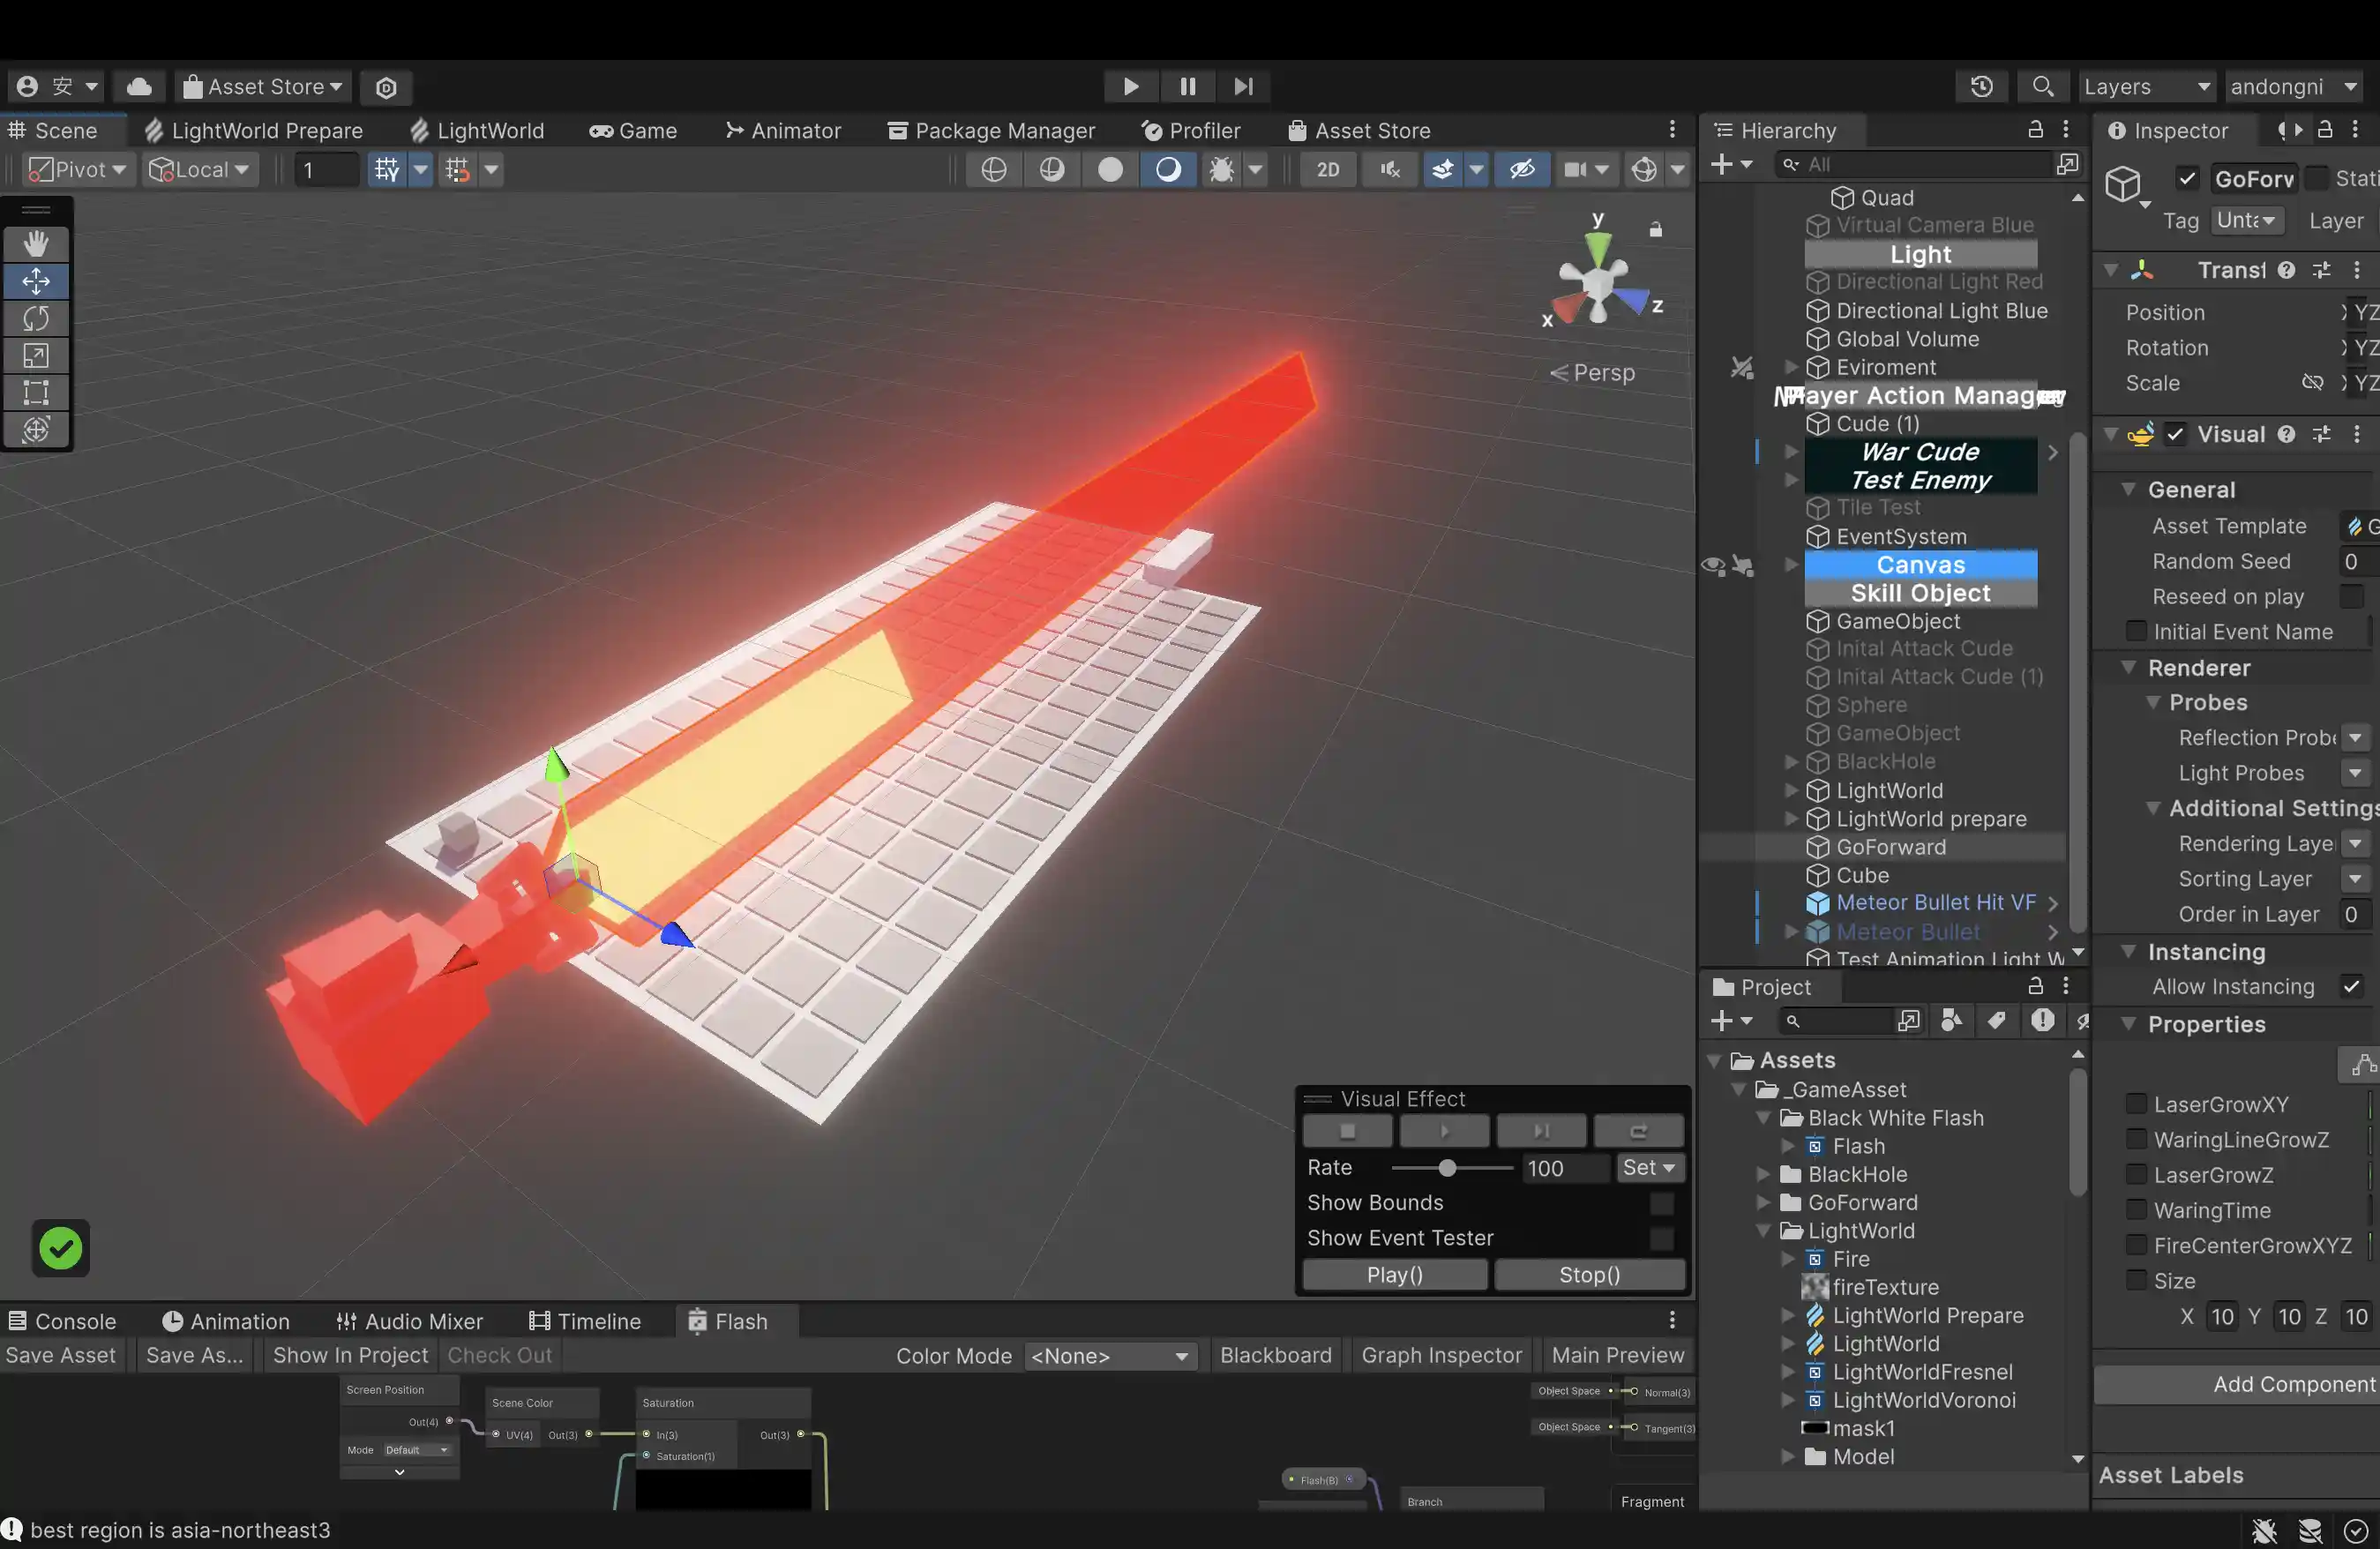 安
Asset Store
Layers
andongni
Scene
LightWorld Prepare
LightWorld
Game
Animator
Package Manager
Profiler
Asset Store
Pivot
Local
1
2D
y
x
z
Persp
Visual Effect
Rate
100
Set
Show Bounds
Show Event Tester
Play()
Stop()
Hierarchy
All
Quad
Virtual Camera Blue
Light
Directional Light Red
Directional Light Blue
Global Volume
Eviroment
Player Action Manager
Cude (1)
War Cude
Test Enemy
Tile Test
EventSystem
Canvas
Skill Object
GameObject
Inital Attack Cude
Inital Attack Cude (1)
Sphere
GameObject
BlackHole
LightWorld
LightWorld prepare
GoForward
Cube
Meteor Bullet Hit VF
Meteor Bullet
Test Animation Light W
Project
Assets
_GameAsset
Black White Flash
Flash
BlackHole
GoForward
LightWorld
Fire
fireTexture
LightWorld Prepare
LightWorld
LightWorldFresnel
LightWorldVoronoi
mask1
Model
Inspector
GoForw
Stati
Tag
Unta
Layer
Transf
Position
YZ
Rotation
YZ
Scale
YZ
Visual
General
Asset Template
G
Random Seed
0
Reseed on play
Initial Event Name
Renderer
Probes
Reflection Probe
Light Probes
Additional Settings
Rendering Laye
Sorting Layer
Order in Layer
0
Instancing
Allow Instancing
Properties
LaserGrowXY
WaringLineGrowZ
LaserGrowZ
WaringTime
FireCenterGrowXYZ
Size
X 10 Y 10 Z 10
Add Component
Asset Labels
Console
Animation
Audio Mixer
Timeline
Flash
Save Asset
Save As...
Show In Project
Check Out
Color Mode
<None>
Blackboard
Graph Inspector
Main Preview
Screen Position
Out(4)
Mode
Default
Scene Color
UV(4)
Out(3)
Saturation
In(3)
Out(3)
Saturation(1)
Object Space
Normal(3)
Object Space
Tangent(3)
Flash(B)
Branch
Fragment
best region is asia-northeast3